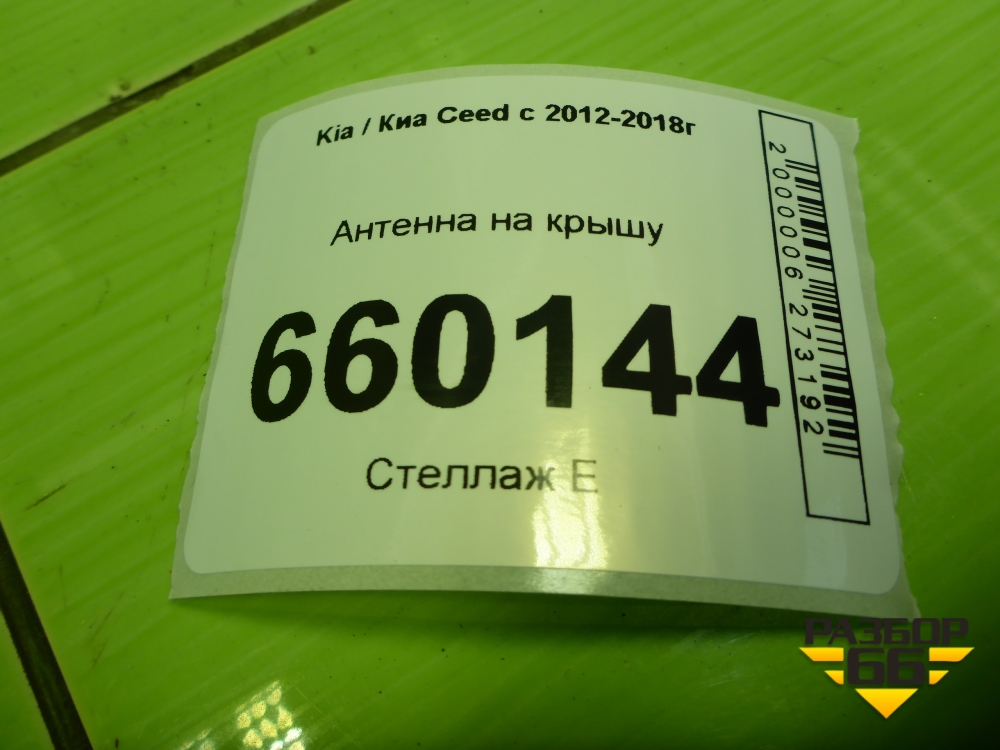 Kia / Киа Ceed с 2012-2018г
Антенна на крышу
660144
Стеллаж Е
2000006273192
РАЗБОР
66